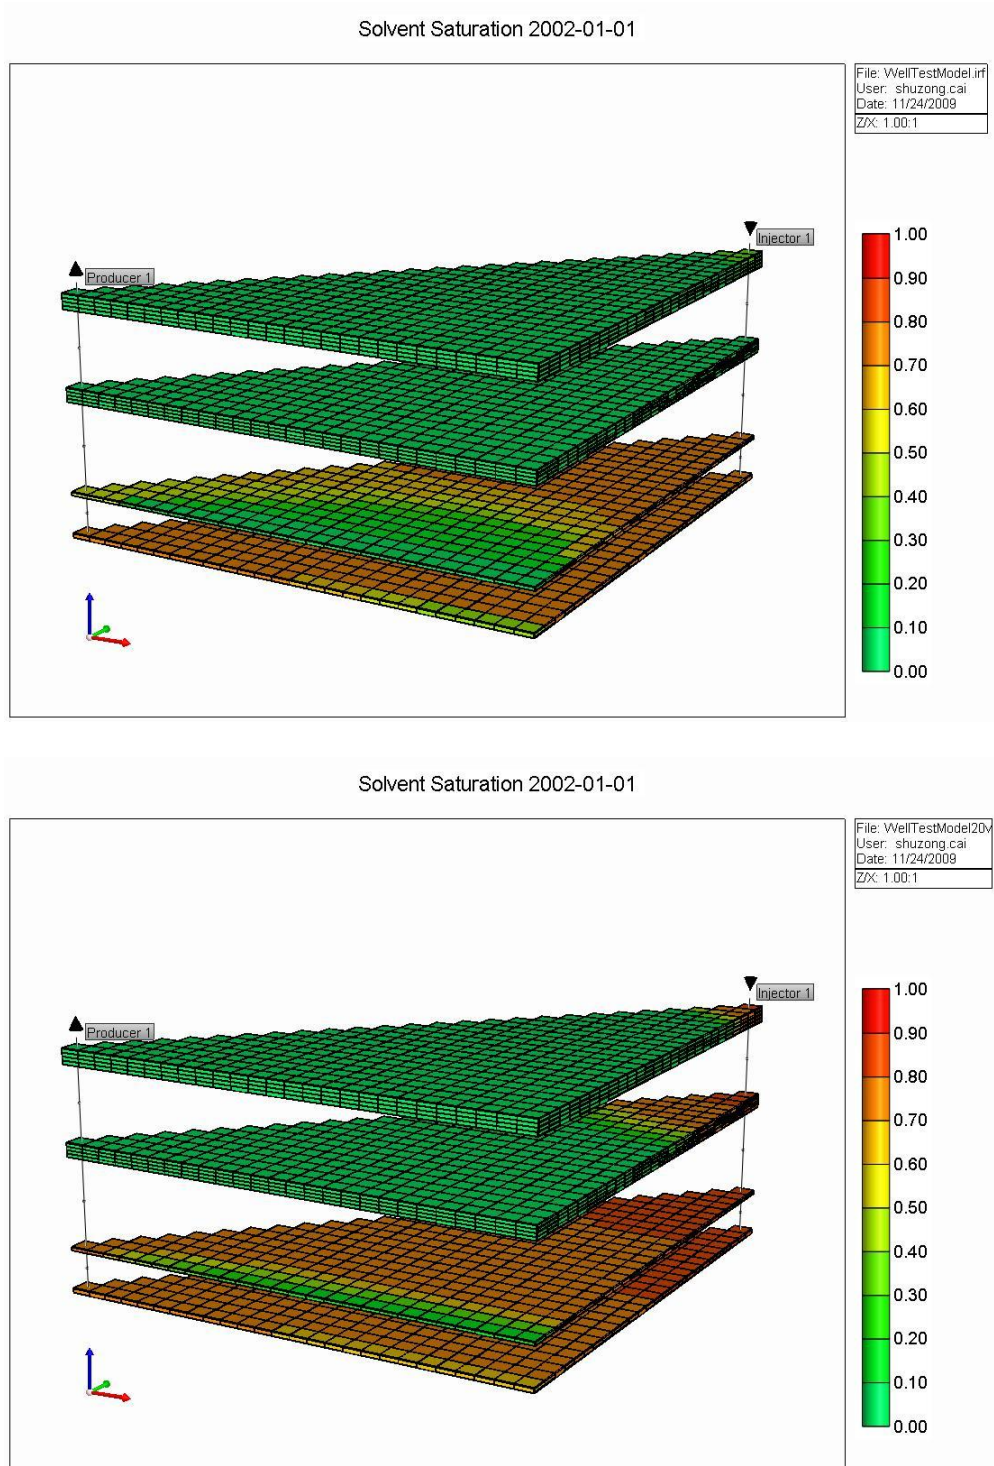 Solvent Saturation 2002-01-01
File: WellTestModel.irf
User: shuzong.cai
Date: 11/24/2009
Z/X: 1.00:1
Injector 1
Producer 1
1.00
0.90
0.80
0.70
0.60
0.50
0.40
0.30
0.20
0.10
0.00
Solvent Saturation 2002-01-01
File: WellTestModel20v
User: shuzong.cai
Date: 11/24/2009
Z/X: 1.00:1
Injector 1
Producer 1
1.00
0.90
0.80
0.70
0.60
0.50
0.40
0.30
0.20
0.10
0.00